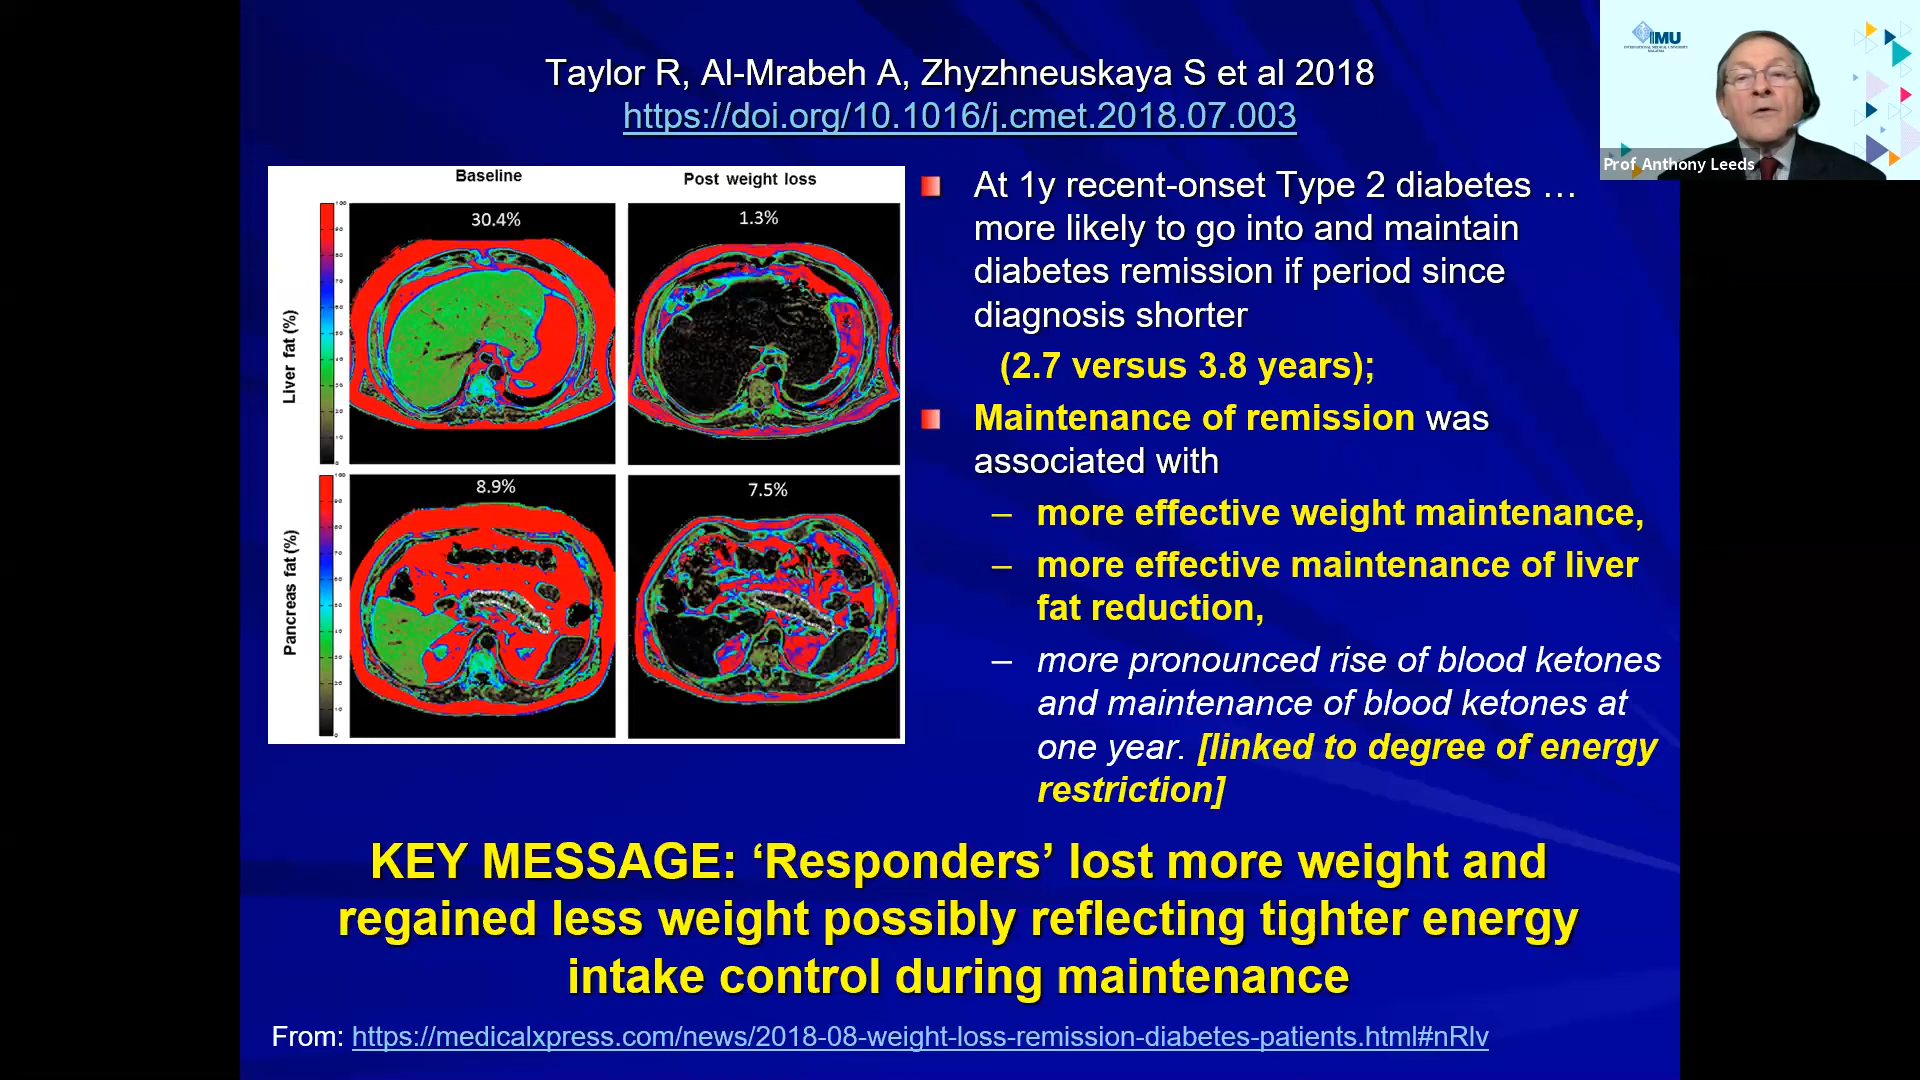 Taylor R, Al-Mrabeh A, Zhyzhneuskaya S et al 2018
https://doi.org/10.1016/j.cmet.2018.07.003
IMU
Prof Anthony Leeds
Baseline
Post weight loss
30.4%
1.3%
Liver fat (%)
8.9%
7.5%
Pancreas fat (%)
At 1y recent-onset Type 2 diabetes …
more likely to go into and maintain
diabetes remission if period since
diagnosis shorter
(2.7 versus 3.8 years);
Maintenance of remission was
associated with
– more effective weight maintenance,
– more effective maintenance of liver
fat reduction,
– more pronounced rise of blood ketones
and maintenance of blood ketones at
one year. [linked to degree of energy
restriction]
KEY MESSAGE: ‘Responders’ lost more weight and
regained less weight possibly reflecting tighter energy
intake control during maintenance
From: https://medicalxpress.com/news/2018-08-weight-loss-remission-diabetes-patients.html#nRlv